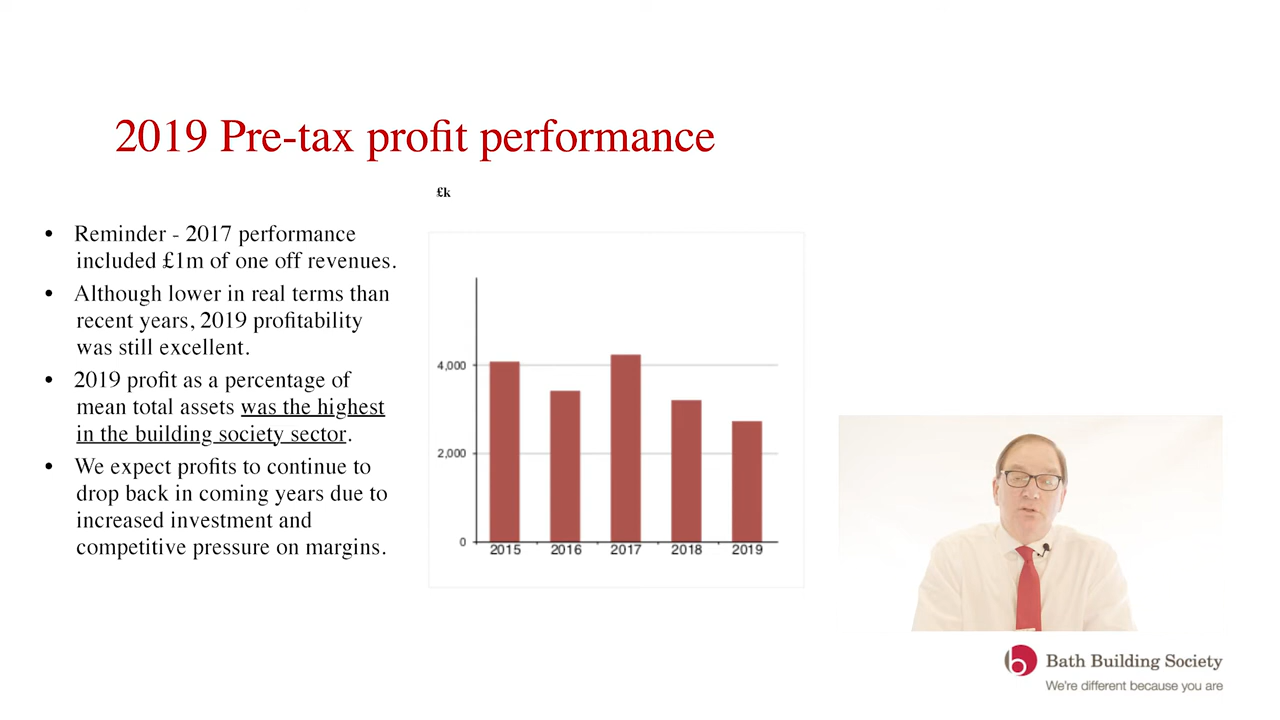 2019 Pre-tax profit performance
£k
• Reminder - 2017 performance
included £1m of one off revenues.
• Although lower in real terms than
recent years, 2019 profitability
was still excellent.
• 2019 profit as a percentage of
mean total assets was the highest
in the building society sector.
• We expect profits to continue to
drop back in coming years due to
increased investment and
competitive pressure on margins.
4,000
2,000
0
2015 2016 2017 2018 2019
b Bath Building Society
We're different because you are